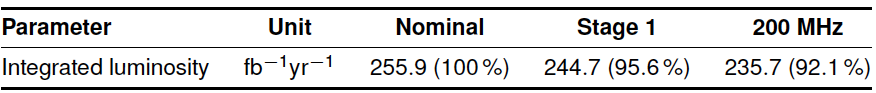 Parameter Unit Nominal Stage 1 200 MHz
Integrated luminosity fb⁻¹yr⁻¹ 255.9 (100 %) 244.7 (95.6 %) 235.7 (92.1 %)